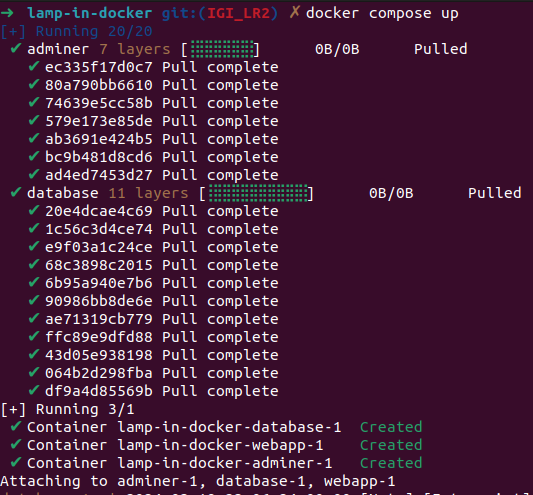 ➜ lamp-in-docker git:(IGI_LR2) ✗ docker compose up
[+] Running 20/20
✔ adminer 7 layers [⣿⣿⣿⣿⣿⣿⣿] 0B/0B Pulled
✔ ec335f17d0c7 Pull complete
✔ 80a790bb6610 Pull complete
✔ 74639e5cc58b Pull complete
✔ 579e173e85de Pull complete
✔ ab3691e424b5 Pull complete
✔ bc9b481d8cd6 Pull complete
✔ ad4ed7453d27 Pull complete
✔ database 11 layers [⣿⣿⣿⣿⣿⣿⣿⣿⣿⣿⣿] 0B/0B Pulled
✔ 20e4dcae4c69 Pull complete
✔ 1c56c3d4ce74 Pull complete
✔ e9f03a1c24ce Pull complete
✔ 68c3898c2015 Pull complete
✔ 6b95a940e7b6 Pull complete
✔ 90986bb8de6e Pull complete
✔ ae71319cb779 Pull complete
✔ ffc89e9dfd88 Pull complete
✔ 43d05e938198 Pull complete
✔ 064b2d298fba Pull complete
✔ df9a4d85569b Pull complete
[+] Running 3/1
✔ Container lamp-in-docker-database-1 Created
✔ Container lamp-in-docker-webapp-1 Created
✔ Container lamp-in-docker-adminer-1 Created
Attaching to adminer-1, database-1, webapp-1